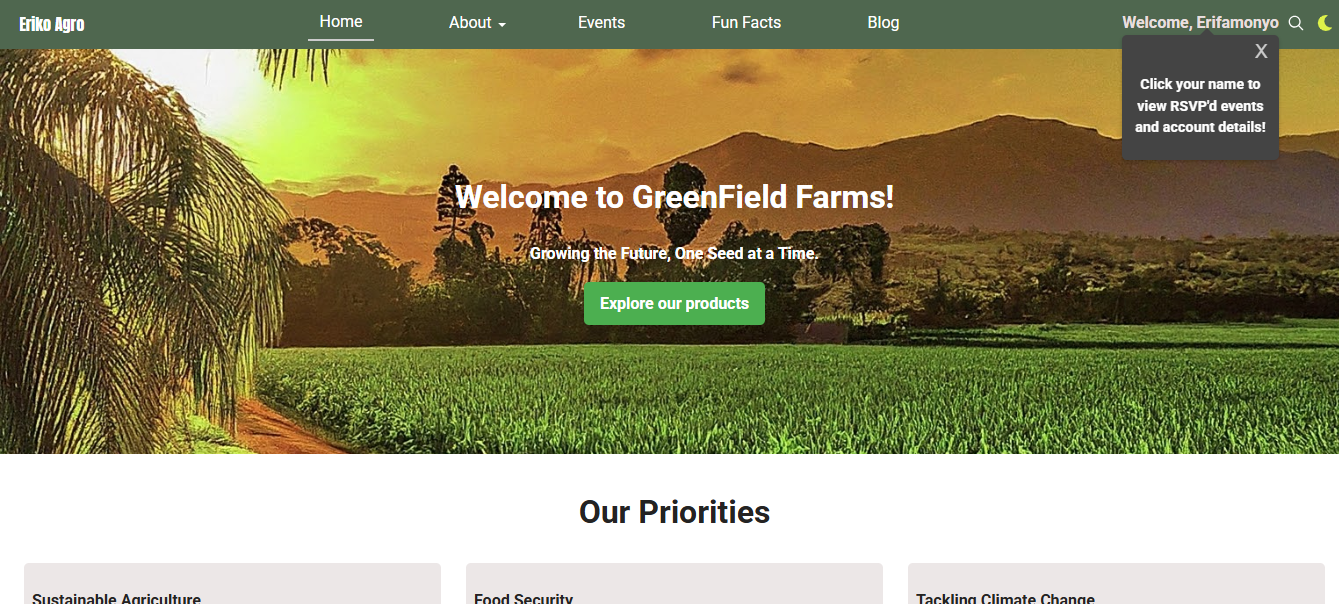 Eriko Agro
Home
About
Events
Fun Facts
Blog
Welcome, Erifamonyo
X
Click your name to
view RSVP'd events
and account details!
Welcome to GreenField Farms!
Growing the Future, One Seed at a Time.
Explore our products
Our Priorities
Sustainable Agriculture
Food Security
Tackling Climate Change